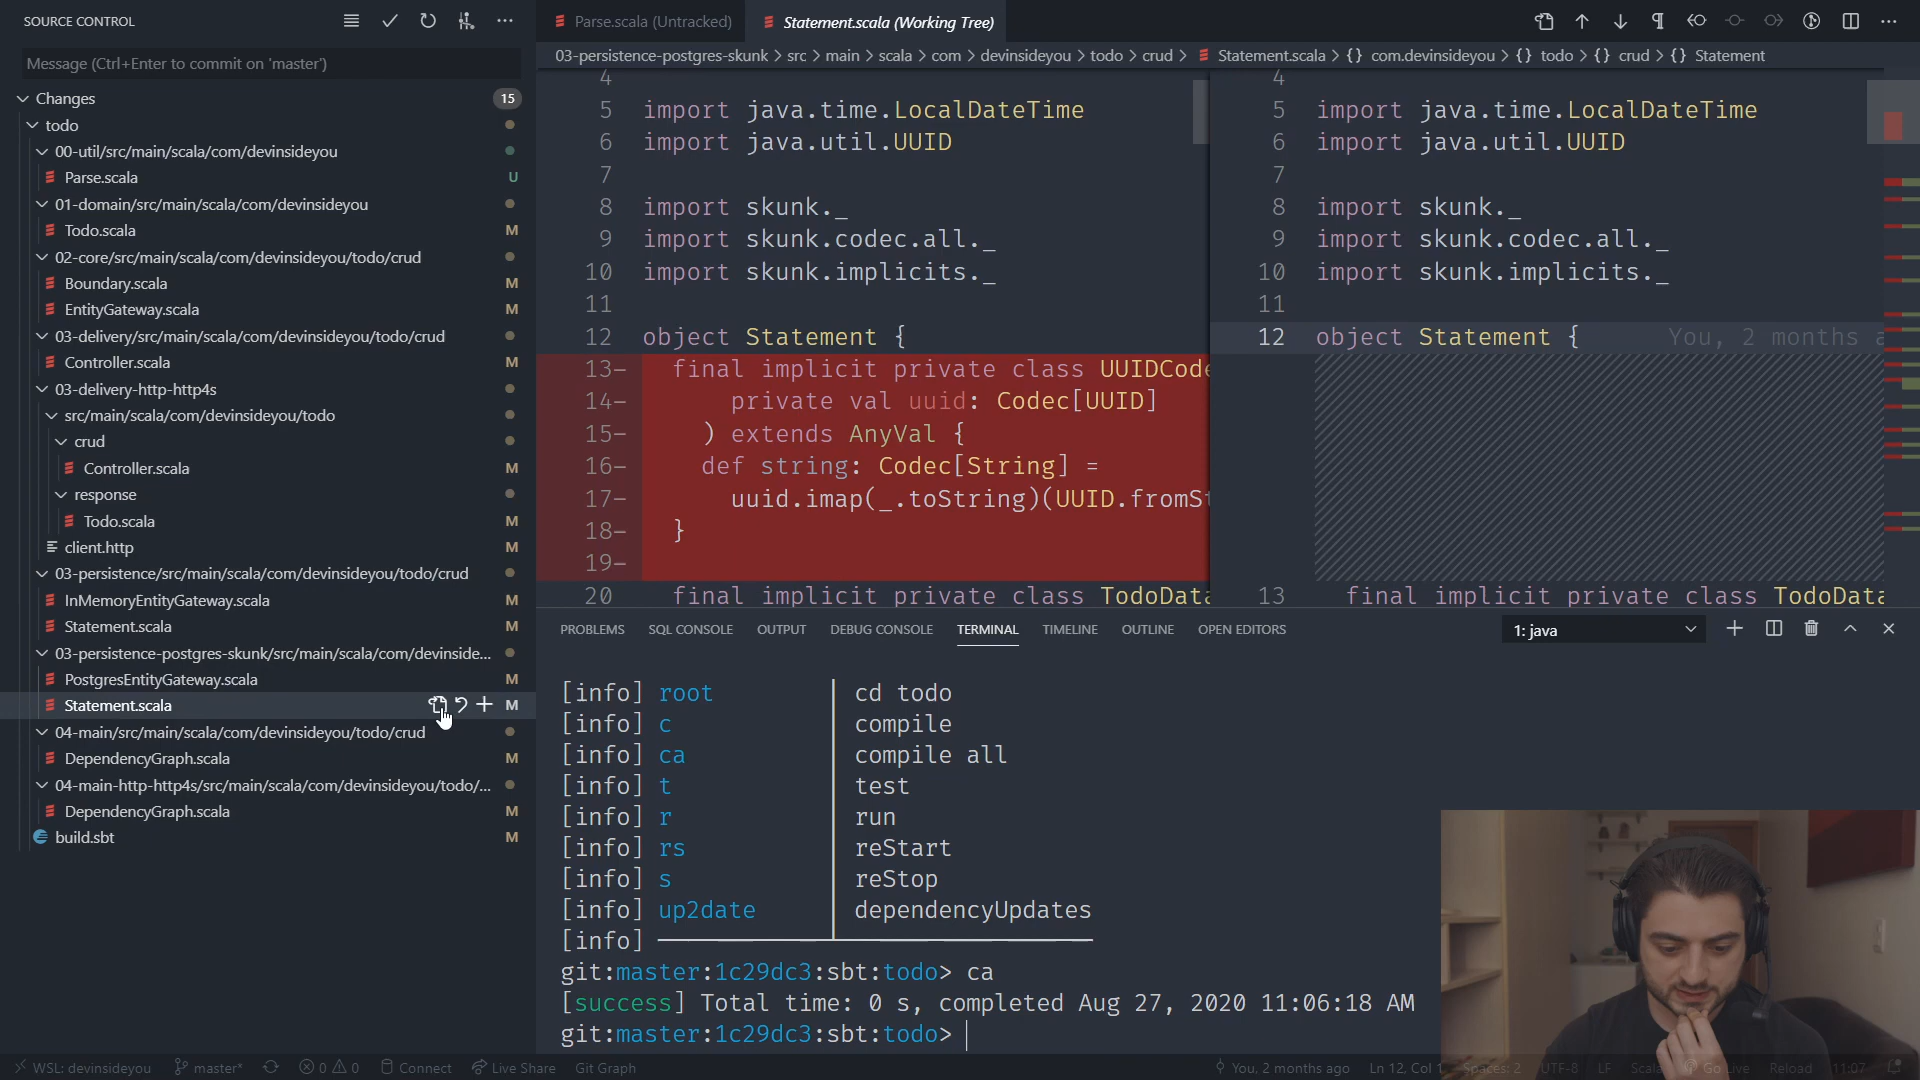 SOURCE CONTROL
Message (Ctrl+Enter to commit on 'master')
Changes
15
todo
00-util/src/main/scala/com/devinsideyou
Parse.scala
U
01-domain/src/main/scala/com/devinsideyou
Todo.scala
M
02-core/src/main/scala/com/devinsideyou/todo/crud
Boundary.scala
M
EntityGateway.scala
M
03-delivery/src/main/scala/com/devinsideyou/todo/crud
Controller.scala
M
03-delivery-http-http4s
src/main/scala/com/devinsideyou/todo
crud
Controller.scala
M
response
Todo.scala
M
client.http
M
03-persistence/src/main/scala/com/devinsideyou/todo/crud
InMemoryEntityGateway.scala
M
Statement.scala
M
03-persistence-postgres-skunk/src/main/scala/com/devinside...
PostgresEntityGateway.scala
M
Statement.scala
M
04-main/src/main/scala/com/devinsideyou/todo/crud
DependencyGraph.scala
M
04-main-http-http4s/src/main/scala/com/devinsideyou/todo/...
DependencyGraph.scala
M
build.sbt
M
Parse.scala (Untracked)
Statement.scala (Working Tree)
03-persistence-postgres-skunk > src > main > scala > com > devinsideyou > todo > crud > Statement.scala > {} com.devinsideyou > {} todo > {} crud > {} Statement
4
5 import java.time.LocalDateTime
6 import java.util.UUID
7
8 import skunk._
9 import skunk.codec.all._
10 import skunk.implicits._
11
12 object Statement {
13- final implicit private class UUIDCode
14- private val uuid: Codec[UUID]
15- ) extends AnyVal {
16- def string: Codec[String] =
17- uuid.imap(_.toString)(UUID.fromSt
18- }
19-
20 final implicit private class TodoData
4
5 import java.time.LocalDateTime
6 import java.util.UUID
7
8 import skunk._
9 import skunk.codec.all._
10 import skunk.implicits._
11
12 object Statement { You, 2 months a
13 final implicit private class TodoData
PROBLEMS SQL CONSOLE OUTPUT DEBUG CONSOLE TERMINAL TIMELINE OUTLINE OPEN EDITORS
1: java
[info] root cd todo
[info] c compile
[info] ca compile all
[info] t test
[info] r run
[info] rs reStart
[info] s reStop
[info] up2date dependencyUpdates
[info]
git:master:1c29dc3:sbt:todo> ca
[success] Total time: 0 s, completed Aug 27, 2020 11:06:18 AM
git:master:1c29dc3:sbt:todo>
WSL: devinsideyou master* 0 0 Connect Live Share Git Graph You, 2 months ago Ln 12, Col 1 Spaces: 2 UTF-8 LF Scala Go Live Reload 11:07